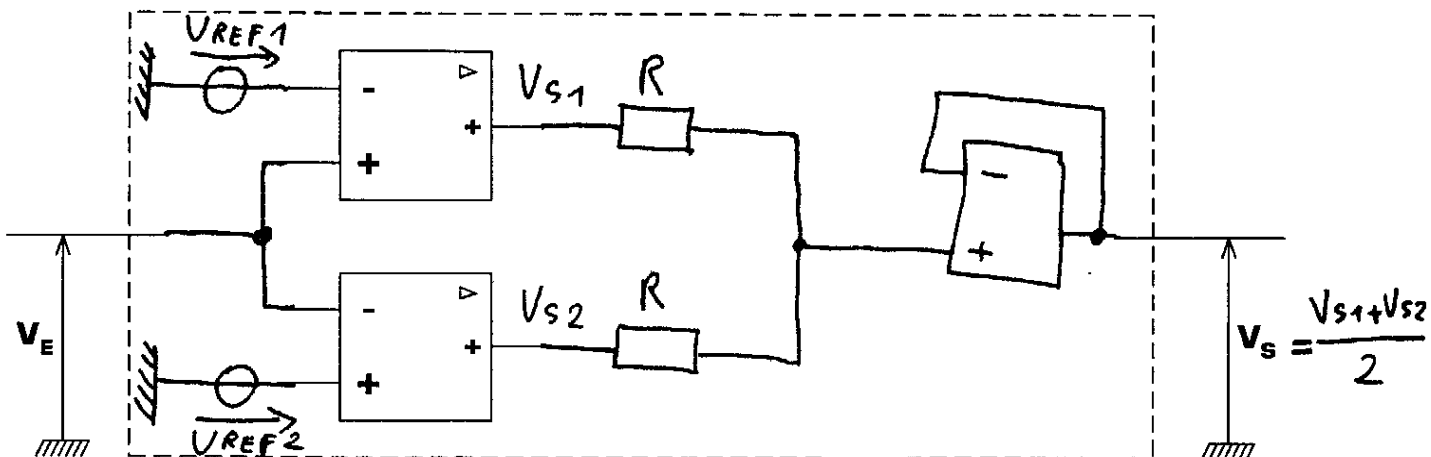 UREF1
-
+
+
VS1
R
-
+
VE
-
+
+
VS2
R
VS = VS1+VS2
2
UREF2